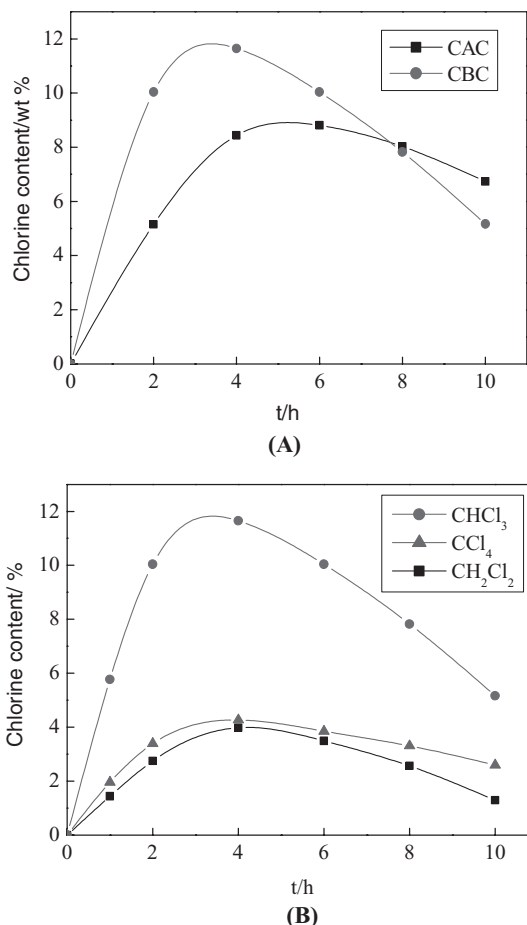 12
10
8
6
4
2
0
Chlorine content/wt %
CAC
CBC
0 2 4 6 8 10
t/h
(A)
12
10
8
6
4
2
0
Chlorine content/ %
CHCl₃
CCl₄
CH₂Cl₂
0 2 4 6 8 10
t/h
(B)